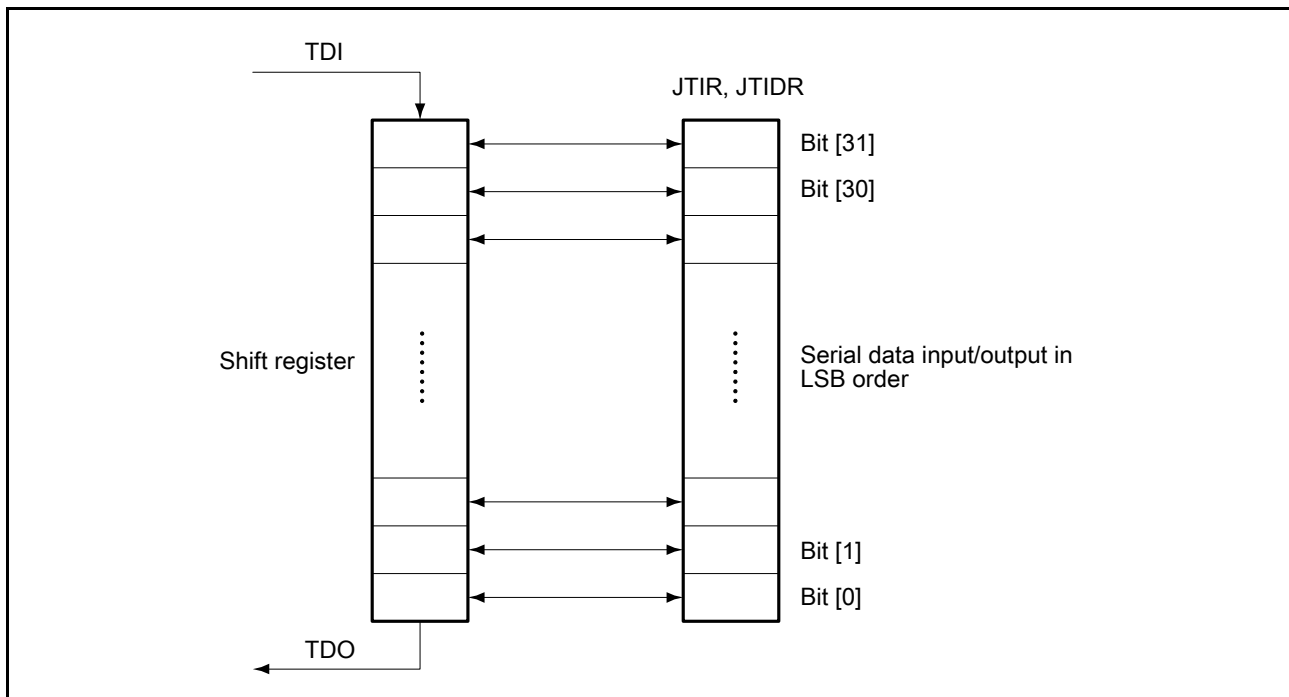 TDI
JTIR, JTIDR
Bit [31]
Bit [30]
Shift register
Serial data input/output in
LSB order
Bit [1]
Bit [0]
TDO